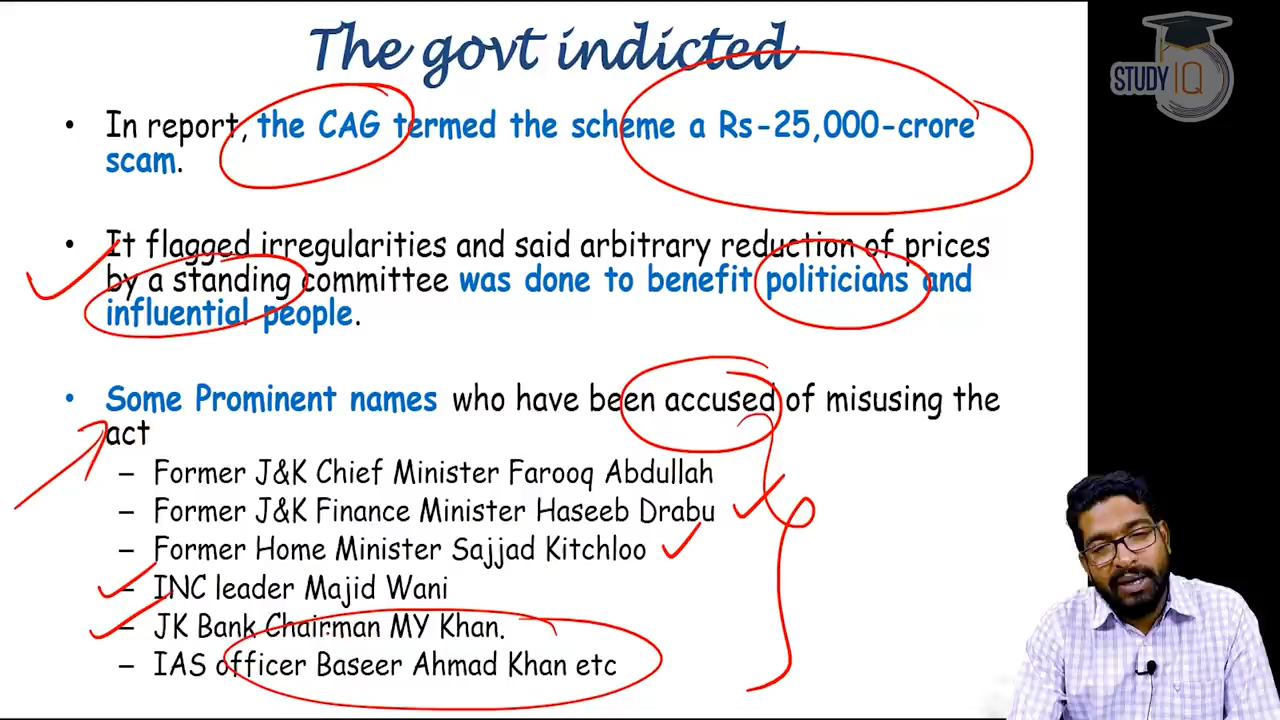 The govt indicted
STUDY IQ
• In report, the CAG termed the scheme a Rs-25,000-crore
scam.
• It flagged irregularities and said arbitrary reduction of prices
by a standing committee was done to benefit politicians and
influential people.
• Some Prominent names who have been accused of misusing the
act
– Former J&K Chief Minister Farooq Abdullah
– Former J&K Finance Minister Haseeb Drabu
– Former Home Minister Sajjad Kitchloo
– INC leader Majid Wani
– JK Bank Chairman MY Khan.
– IAS officer Baseer Ahmad Khan etc